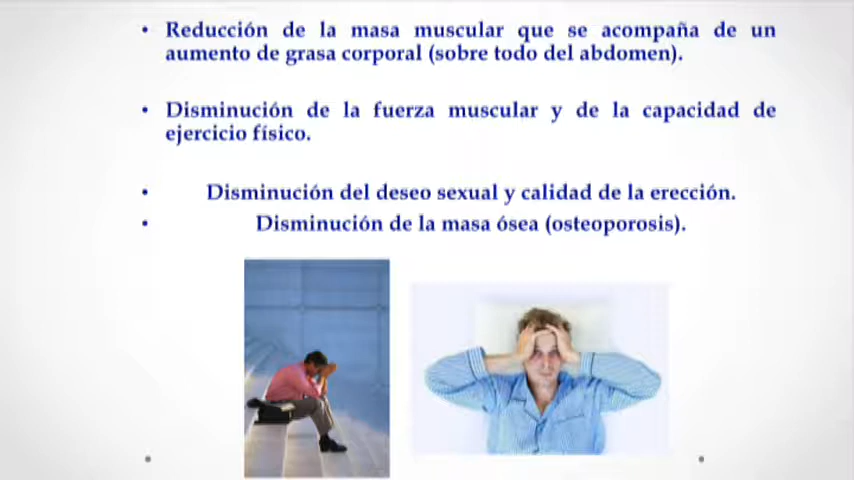 • Reducción de la masa muscular que se acompaña de un
aumento de grasa corporal (sobre todo del abdomen).
• Disminución de la fuerza muscular y de la capacidad de
ejercicio físico.
• Disminución del deseo sexual y calidad de la erección.
• Disminución de la masa ósea (osteoporosis).